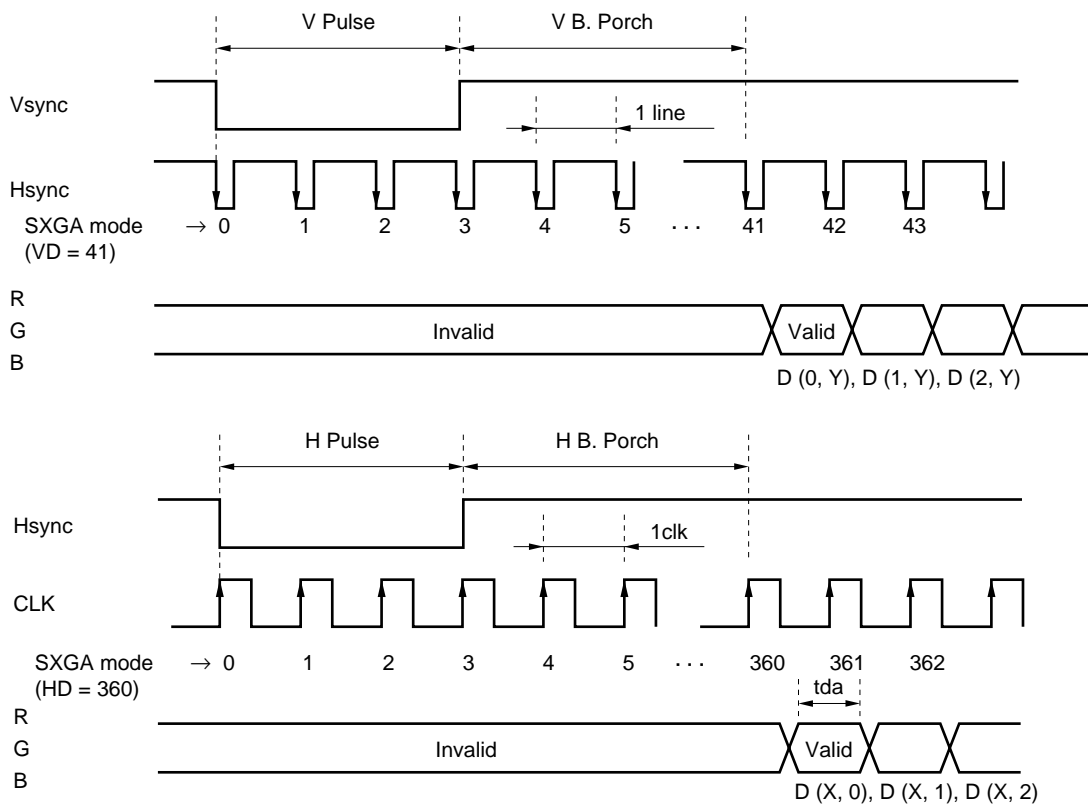 V Pulse V B. Porch
Vsync
1 line
Hsync
SXGA mode → 0 1 2 3 4 5 . . . 41 42 43
(VD = 41)
R
G Invalid Valid
B
D (0, Y), D (1, Y), D (2, Y)
H Pulse H B. Porch
Hsync
1clk
CLK
SXGA mode → 0 1 2 3 4 5 . . . 360 361 362
(HD = 360)
tda
R
G Invalid Valid
B
D (X, 0), D (X, 1), D (X, 2)